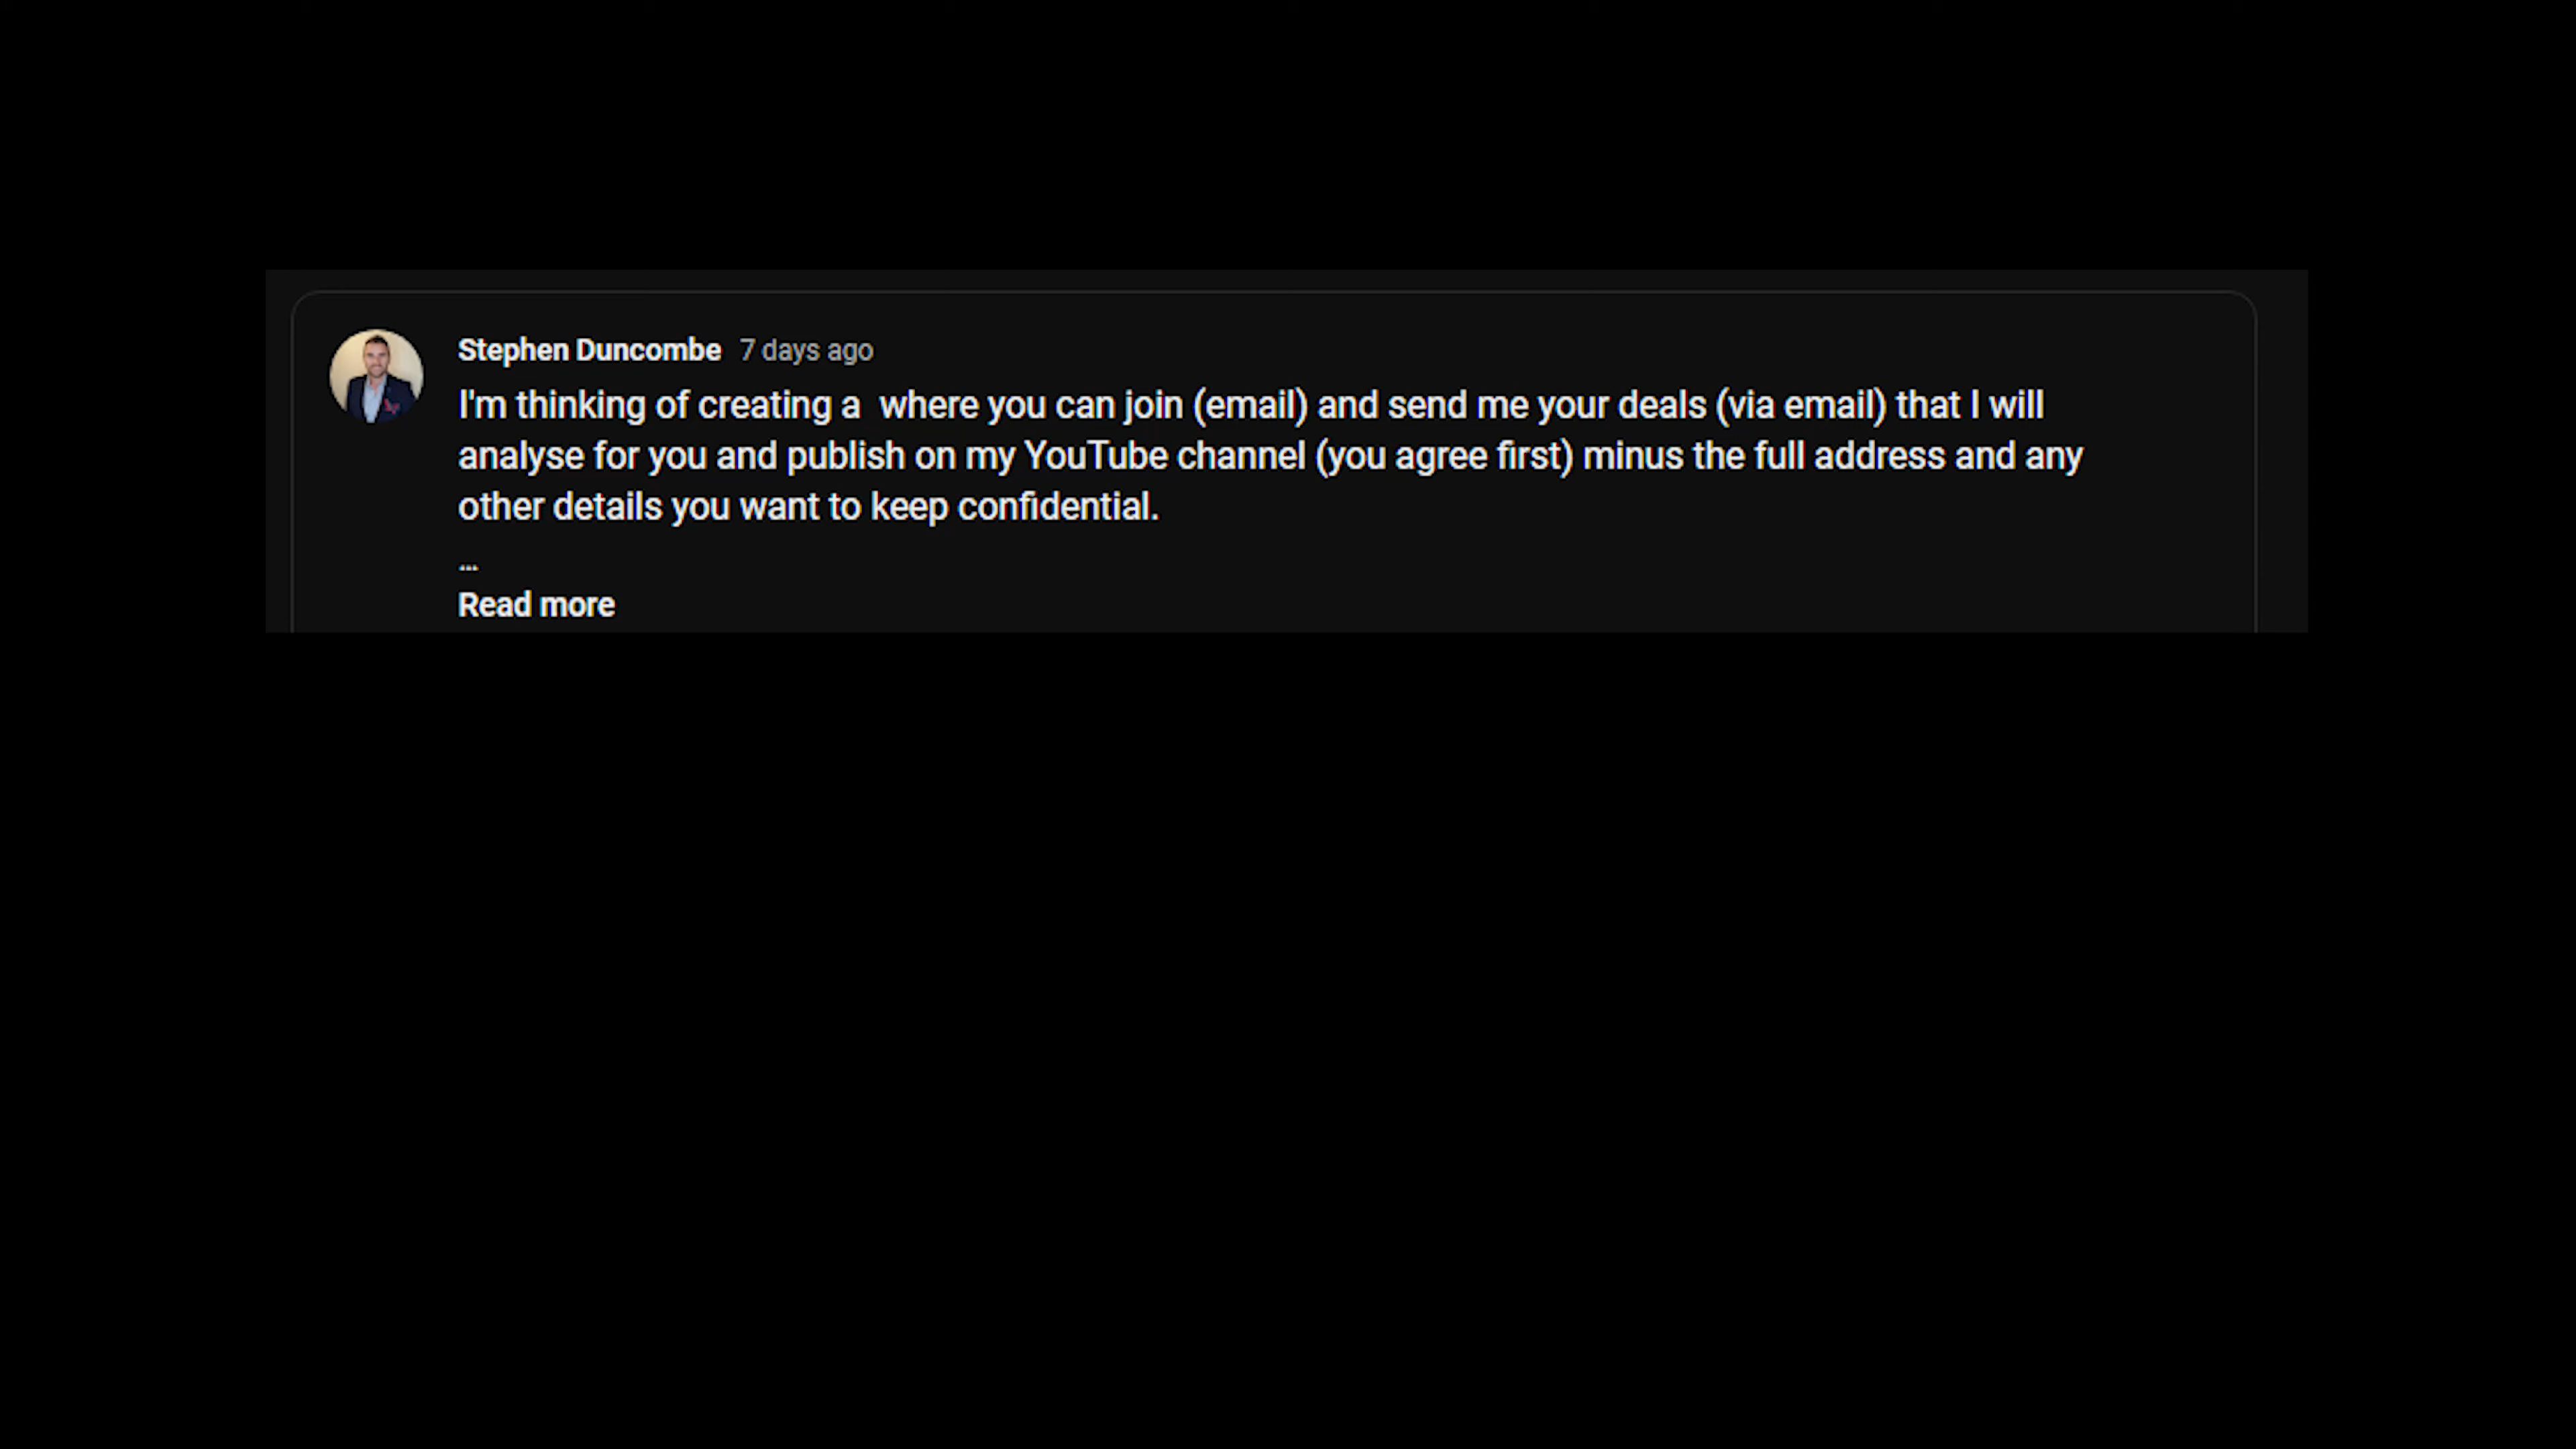 Stephen Duncombe 7 days ago
I'm thinking of creating a  where you can join (email) and send me your deals (via email) that I will
analyse for you and publish on my YouTube channel (you agree first) minus the full address and any
other details you want to keep confidential.
...
Read more